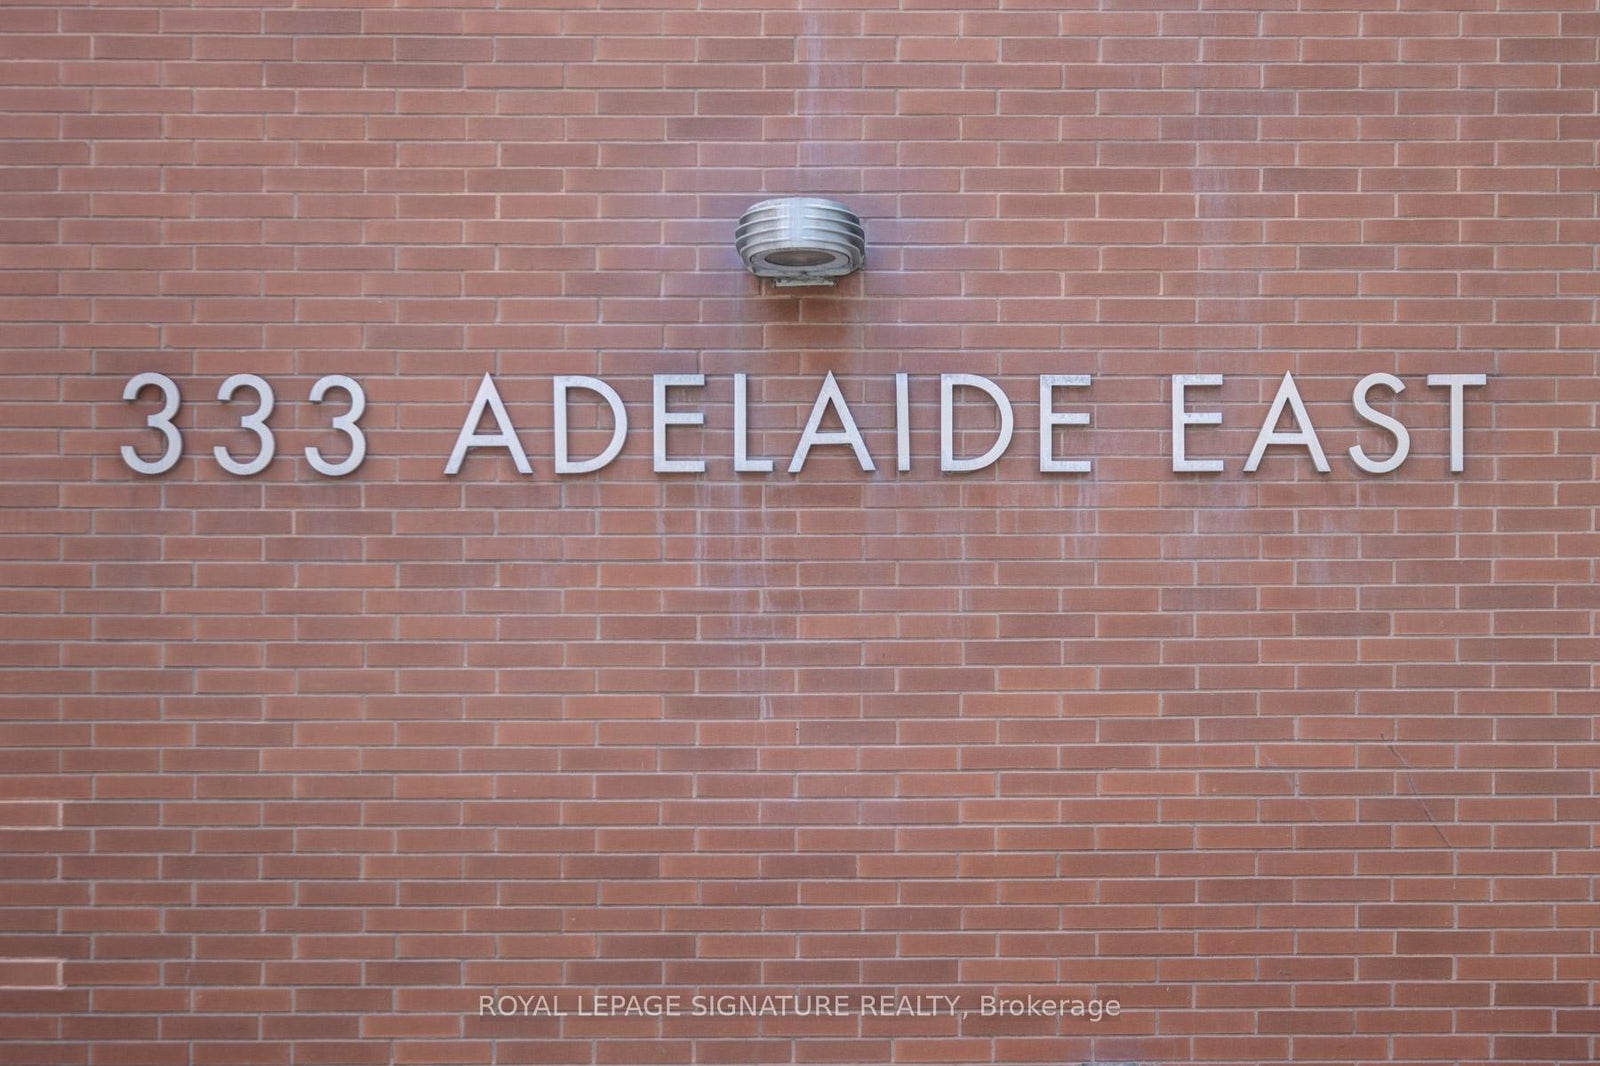 333 ADELAIDE EAST
ROYAL LEPAGE SIGNATURE REALTY, Brokerage